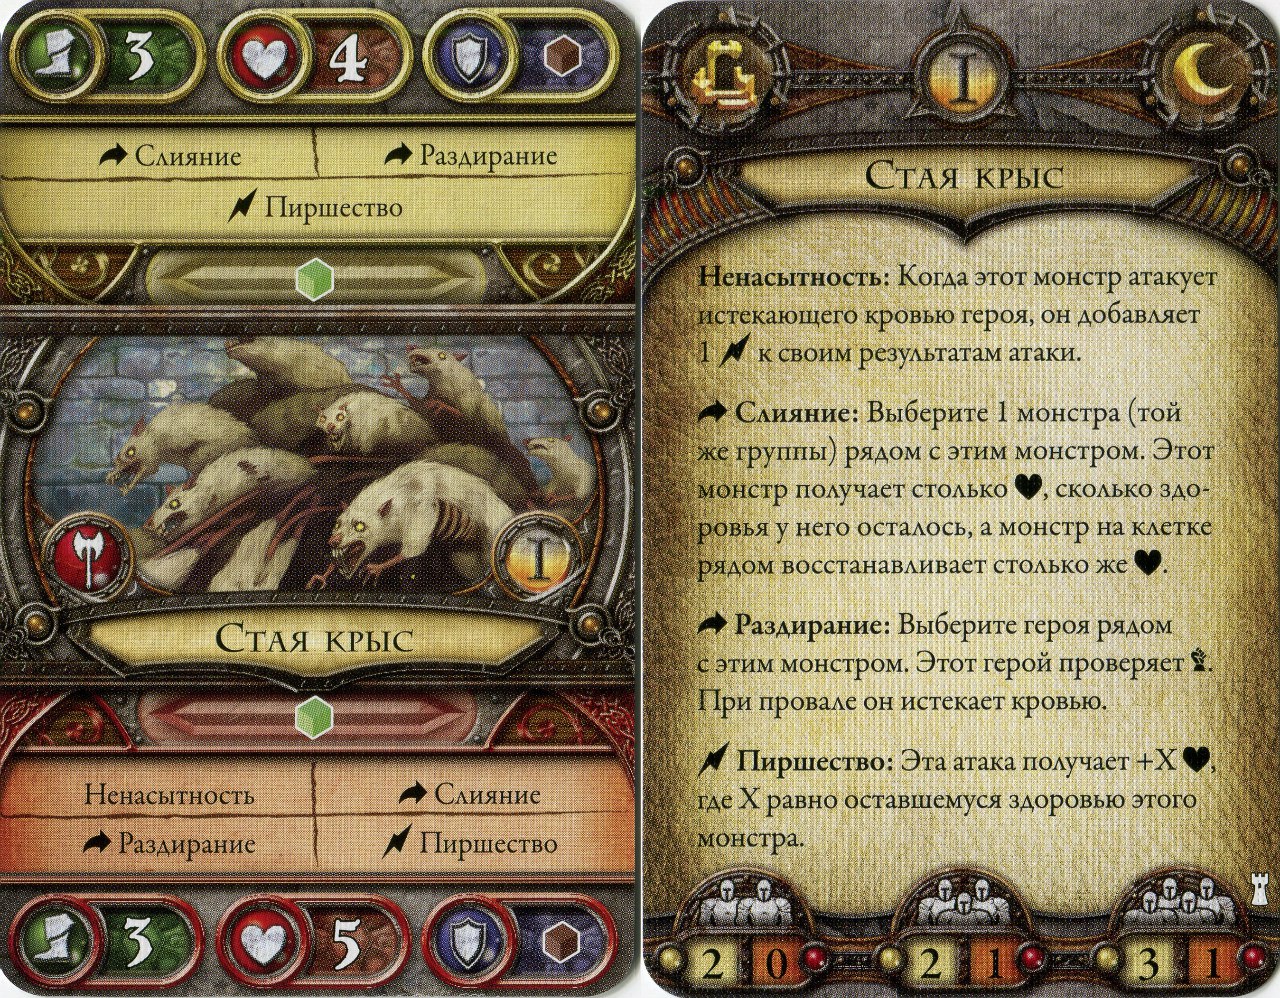 3 4
Слияние Раздирание
Пиршество
I
Стая крыс
Ненасытность Слияние
Раздирание Пиршество
3 5
I
Стая крыс
Ненасытность: Когда этот монстр атакует
истекающего кровью героя, он добавляет
1 к своим результатам атаки.
Слияние: Выберите 1 монстра (той
же группы) рядом с этим монстром. Этот
монстр получает столько , сколько здо-
ровья у него осталось, а монстр на клетке
рядом восстанавливает столько же .
Раздирание: Выберите героя рядом
с этим монстром. Этот герой проверяет .
При провале он истекает кровью.
Пиршество: Эта атака получает +X ,
где X равно оставшемуся здоровью этого
монстра.
2 0 2 1 3 1